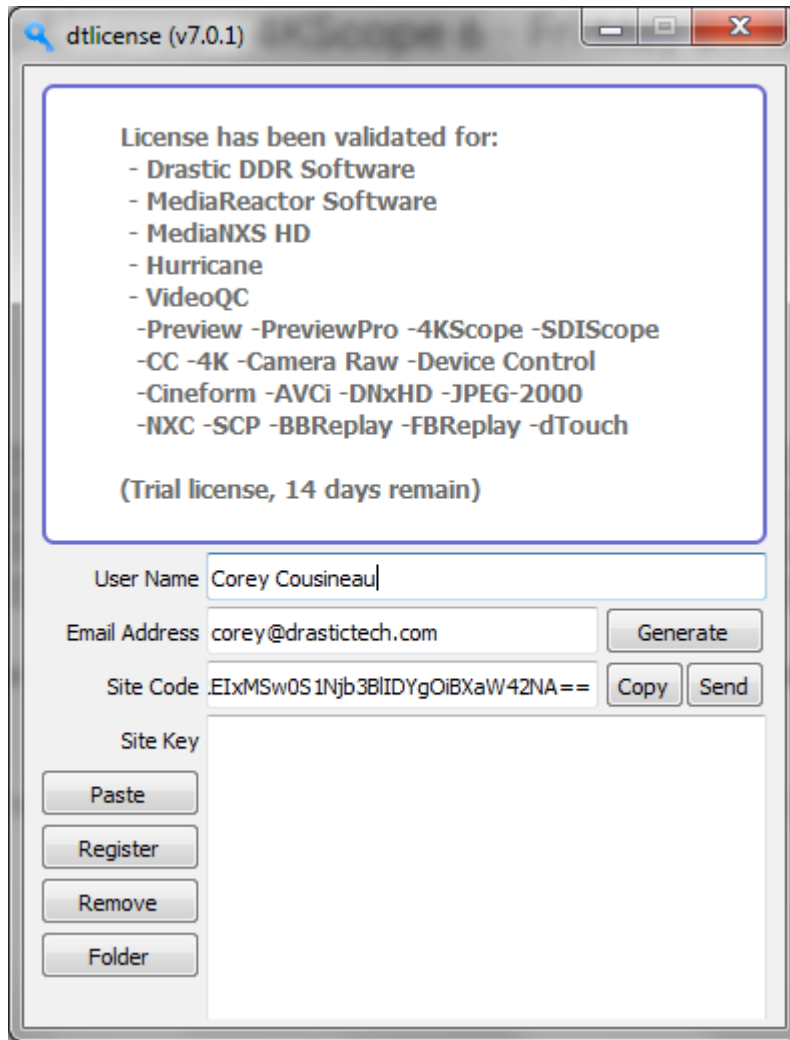 dtlicense (v7.0.1)
License has been validated for:
- Drastic DDR Software
- MediaReactor Software
- MediaNXS HD
- Hurricane
- VideoQC
-Preview -PreviewPro -4KScope -SDIScope
-CC -4K -Camera Raw -Device Control
-Cineform -AVCi -DNxHD -JPEG-2000
-NXC -SCP -BBReplay -FBReplay -dTouch
(Trial license, 14 days remain)
User Name Corey Cousineau
Email Address corey@drastictech.com Generate
Site Code .EIxMSw0S1Njb3BlIDYgOiBXaW42NA== Copy Send
Site Key
Paste
Register
Remove
Folder